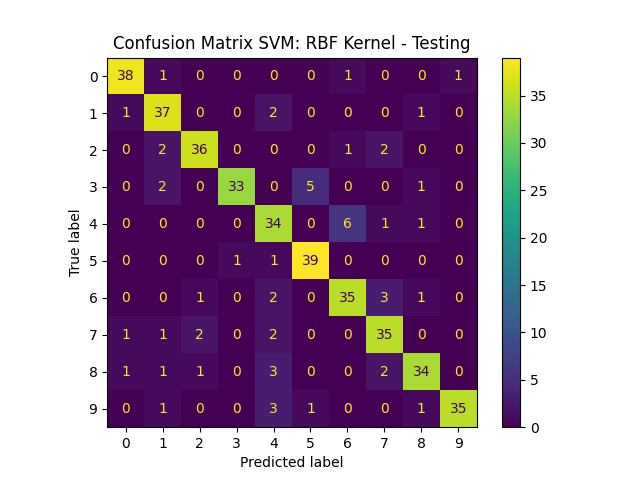 Confusion Matrix SVM: RBF Kernel - Testing
0 38 1 0 0 0 0 1 0 0 1
1 1 37 0 0 2 0 0 0 1 0
2 0 2 36 0 0 0 1 2 0 0
3 0 2 0 33 0 5 0 0 1 0
4 0 0 0 0 34 0 6 1 1 0
5 0 0 0 1 1 39 0 0 0 0
6 0 0 1 0 2 0 35 3 1 0
7 1 1 2 0 2 0 0 35 0 0
8 1 1 1 0 3 0 0 2 34 0
9 0 1 0 0 3 1 0 0 1 35
0 1 2 3 4 5 6 7 8 9
Predicted label
True label
35
30
25
20
15
10
5
0